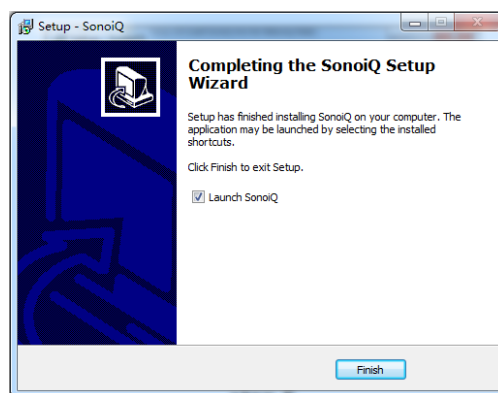 Setup - SonoiQ
Completing the SonoiQ Setup
Wizard
Setup has finished installing SonoiQ on your computer. The
application may be launched by selecting the installed
shortcuts.
Click Finish to exit Setup.
Launch SonoiQ
Finish